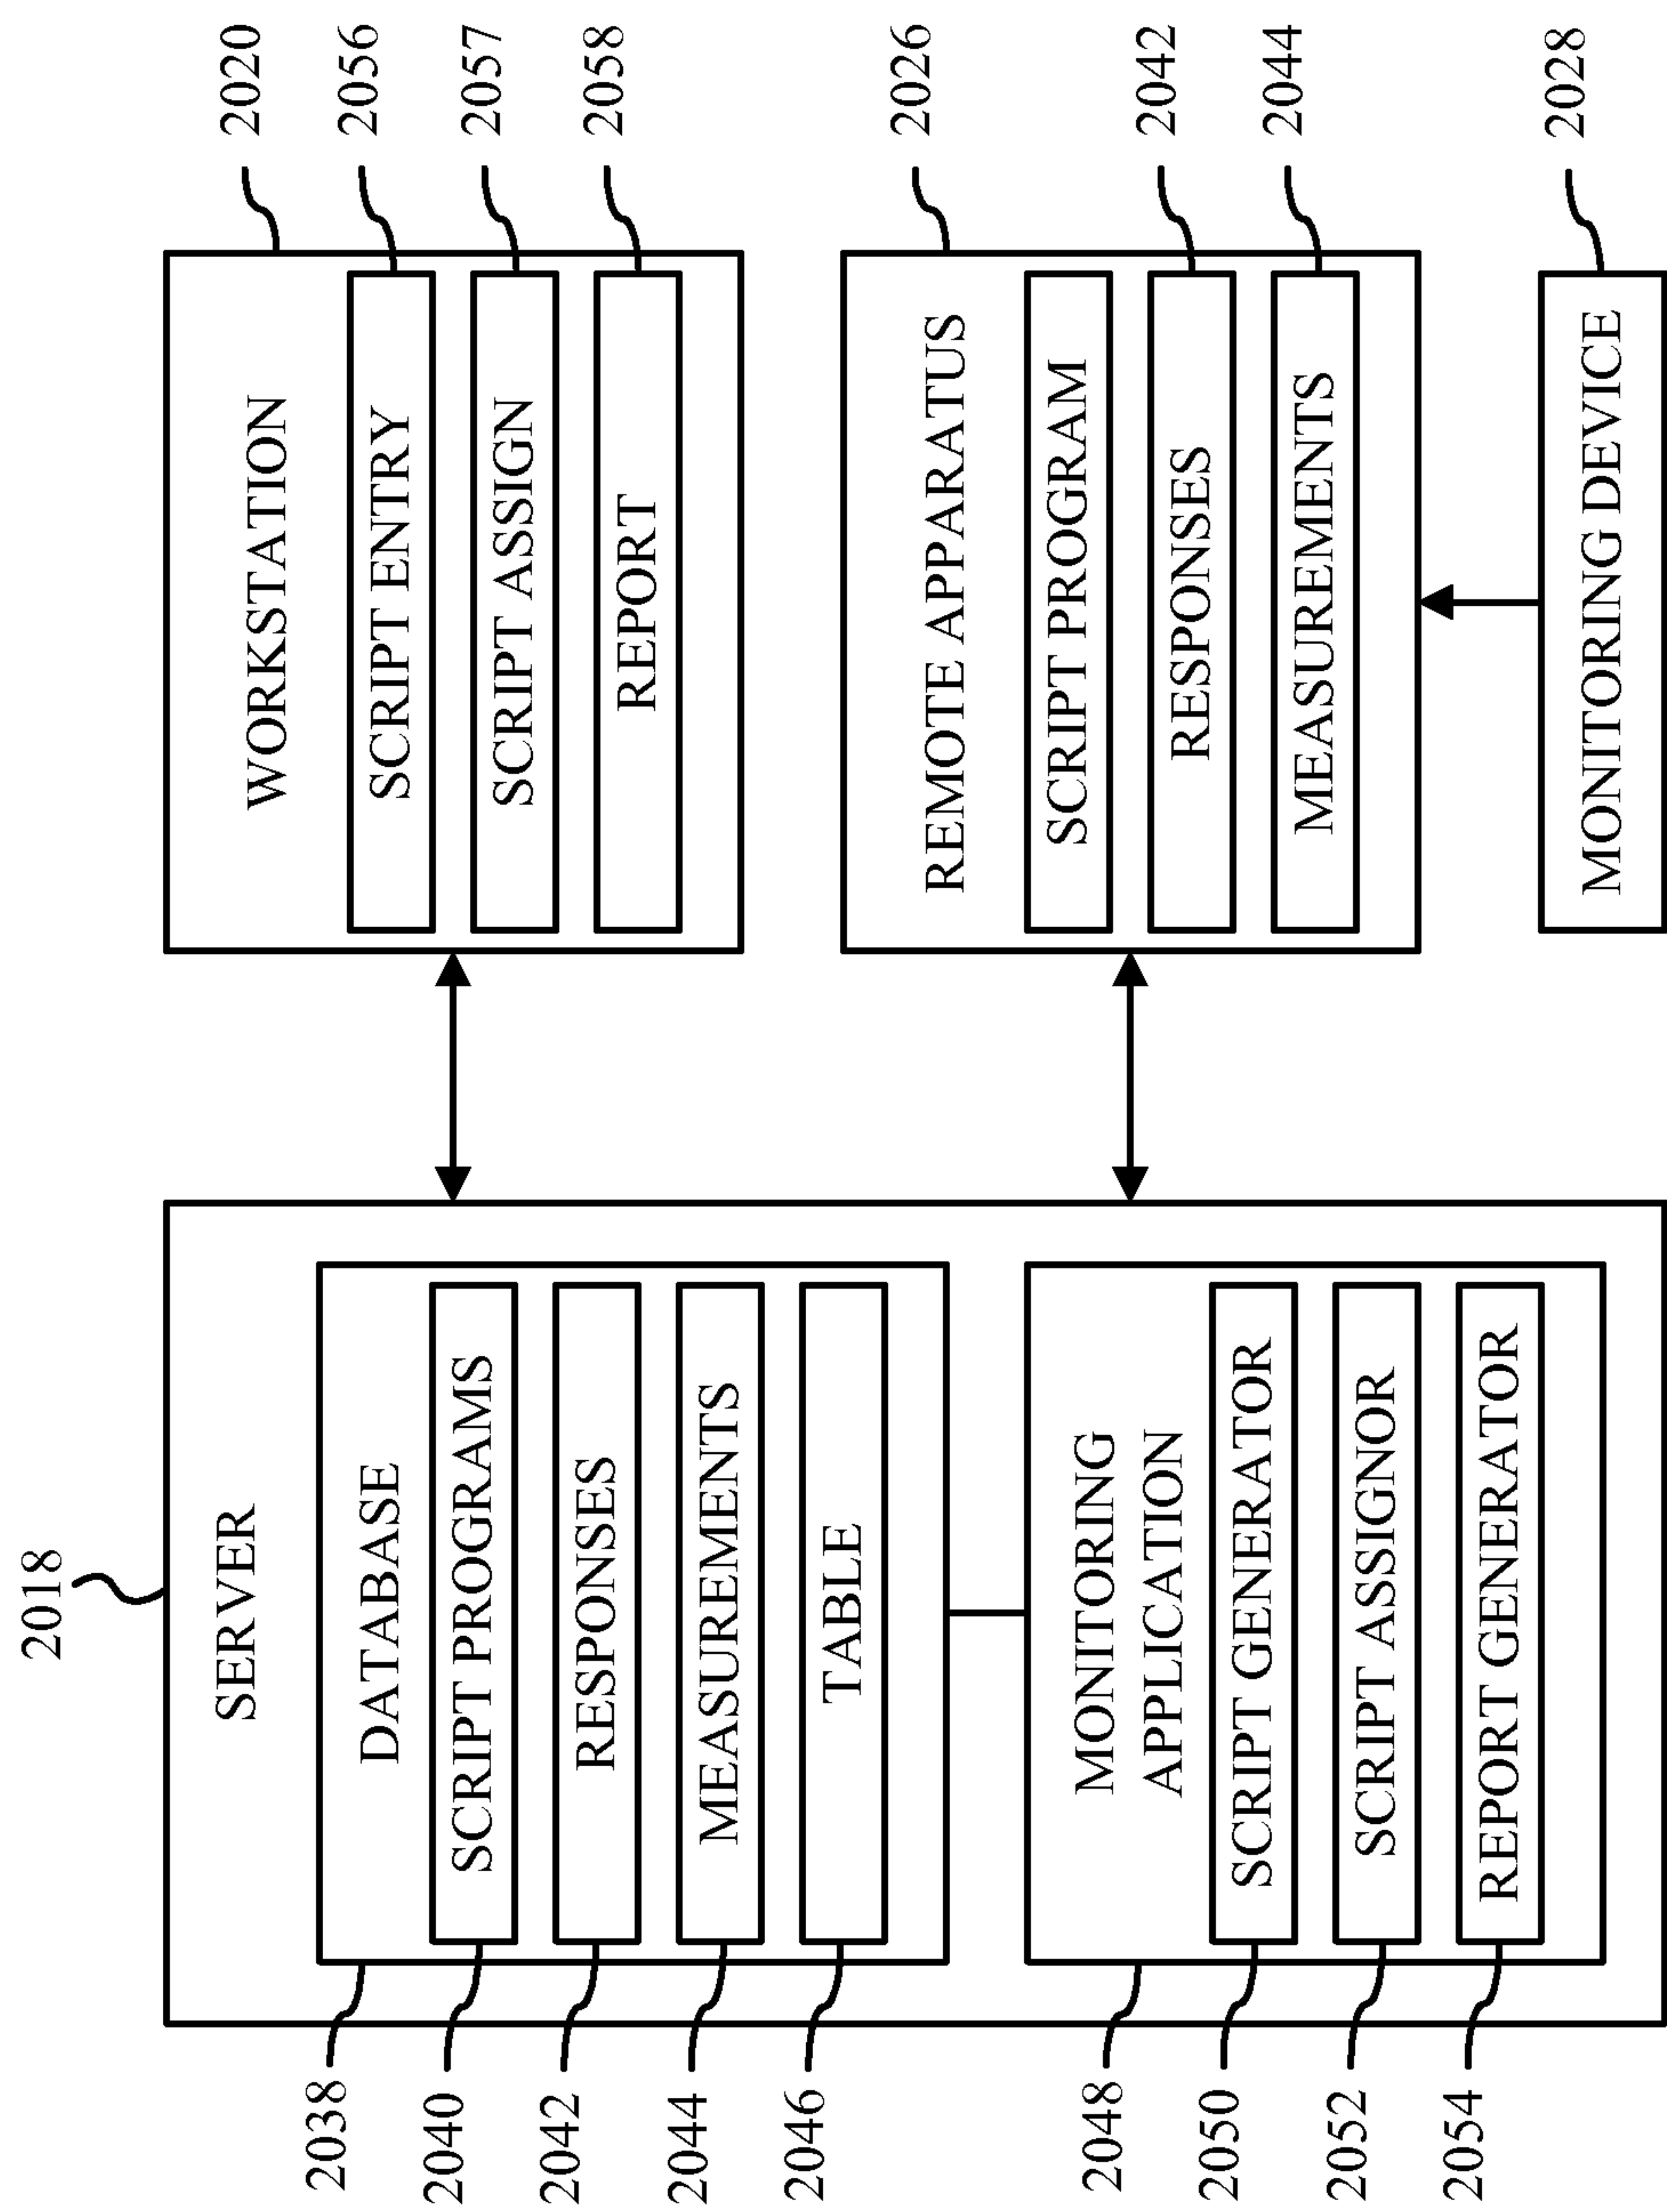 2018
SERVER
2038
DATABASE
2040
SCRIPT PROGRAMS
2042
RESPONSES
2044
MEASUREMENTS
2046
TABLE
2048
MONITORING
APPLICATION
2050
SCRIPT GENERATOR
2052
SCRIPT ASSIGNOR
2054
REPORT GENERATOR
WORKSTATION
2020
SCRIPT ENTRY
2056
SCRIPT ASSIGN
2057
REPORT
2058
REMOTE APPARATUS
2026
SCRIPT PROGRAM
RESPONSES
2042
MEASUREMENTS
2044
MONITORING DEVICE
2028